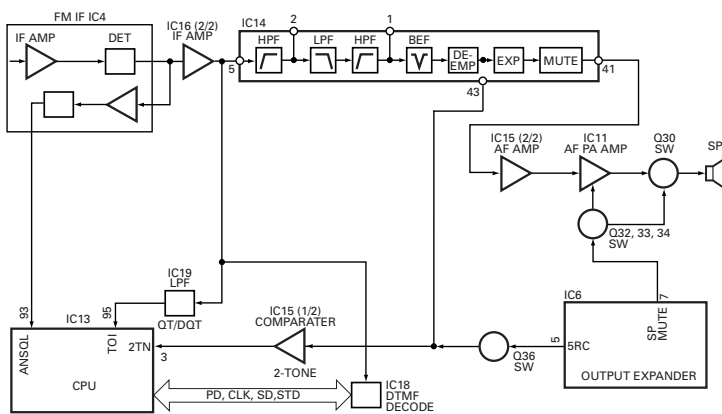 FM IF IC4
IF AMP
DET
IC16 (2/2)
IF AMP
IC14
2
1
HPF
LPF
HPF
BEF
DE-
EMP
EXP
MUTE
5
41
43
IC15 (2/2)
AF AMP
IC11
AF PA AMP
Q30
SW
SP
Q32, 33, 34
SW
IC19
LPF
QT/DQT
IC15 (1/2)
COMPARATER
2-TONE
93
95
IC13
ANSQL
TOI
2TN
3
CPU
PD, CLK, SD,STD
IC18
DTMF
DECODE
Q36
SW
IC6
7
5
5RC
SP
MUTE
OUTPUT EXPANDER